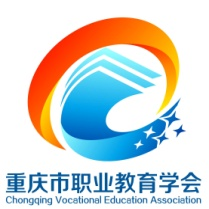 重庆市职业教育学会
Chongqing Vocational Education Association